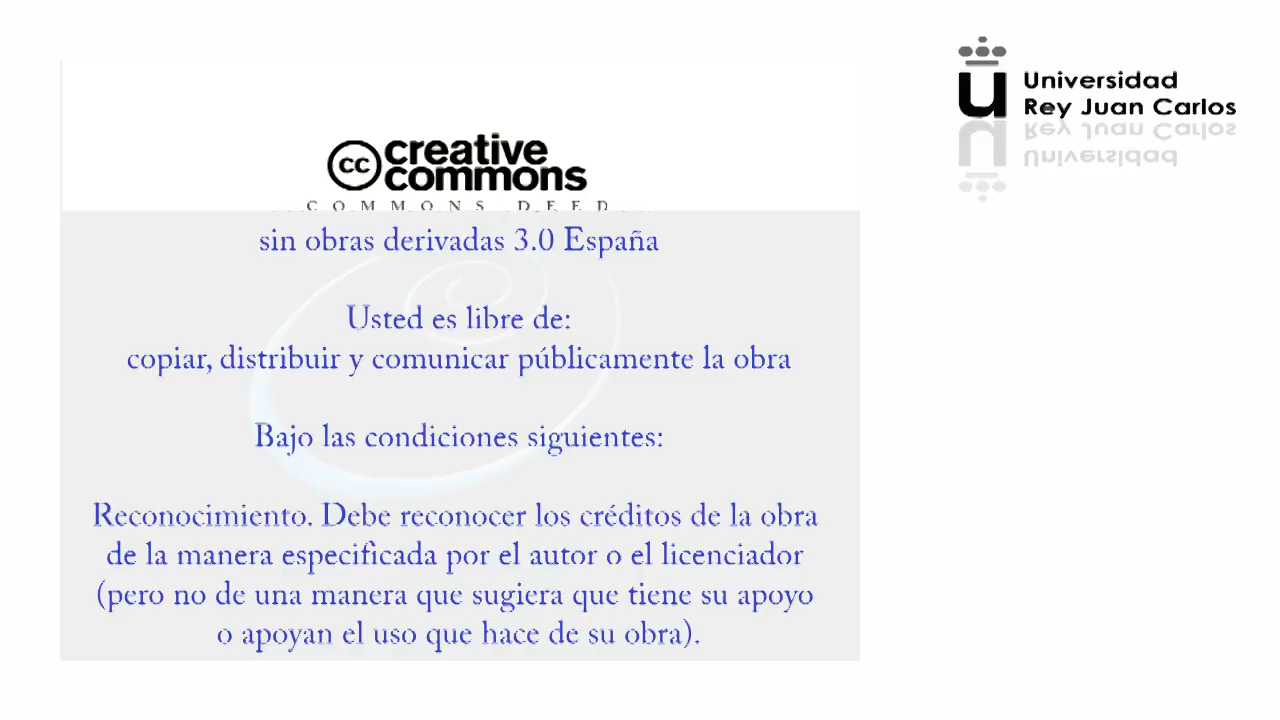 Universidad
Rey Juan Carlos
cc creative
commons
COMMONS DEED
sin obras derivadas 3.0 España
Usted es libre de:
copiar, distribuir y comunicar públicamente la obra
Bajo las condiciones siguientes:
Reconocimiento. Debe reconocer los créditos de la obra
de la manera especificada por el autor o el licenciador
(pero no de una manera que sugiera que tiene su apoyo
o apoyan el uso que hace de su obra).